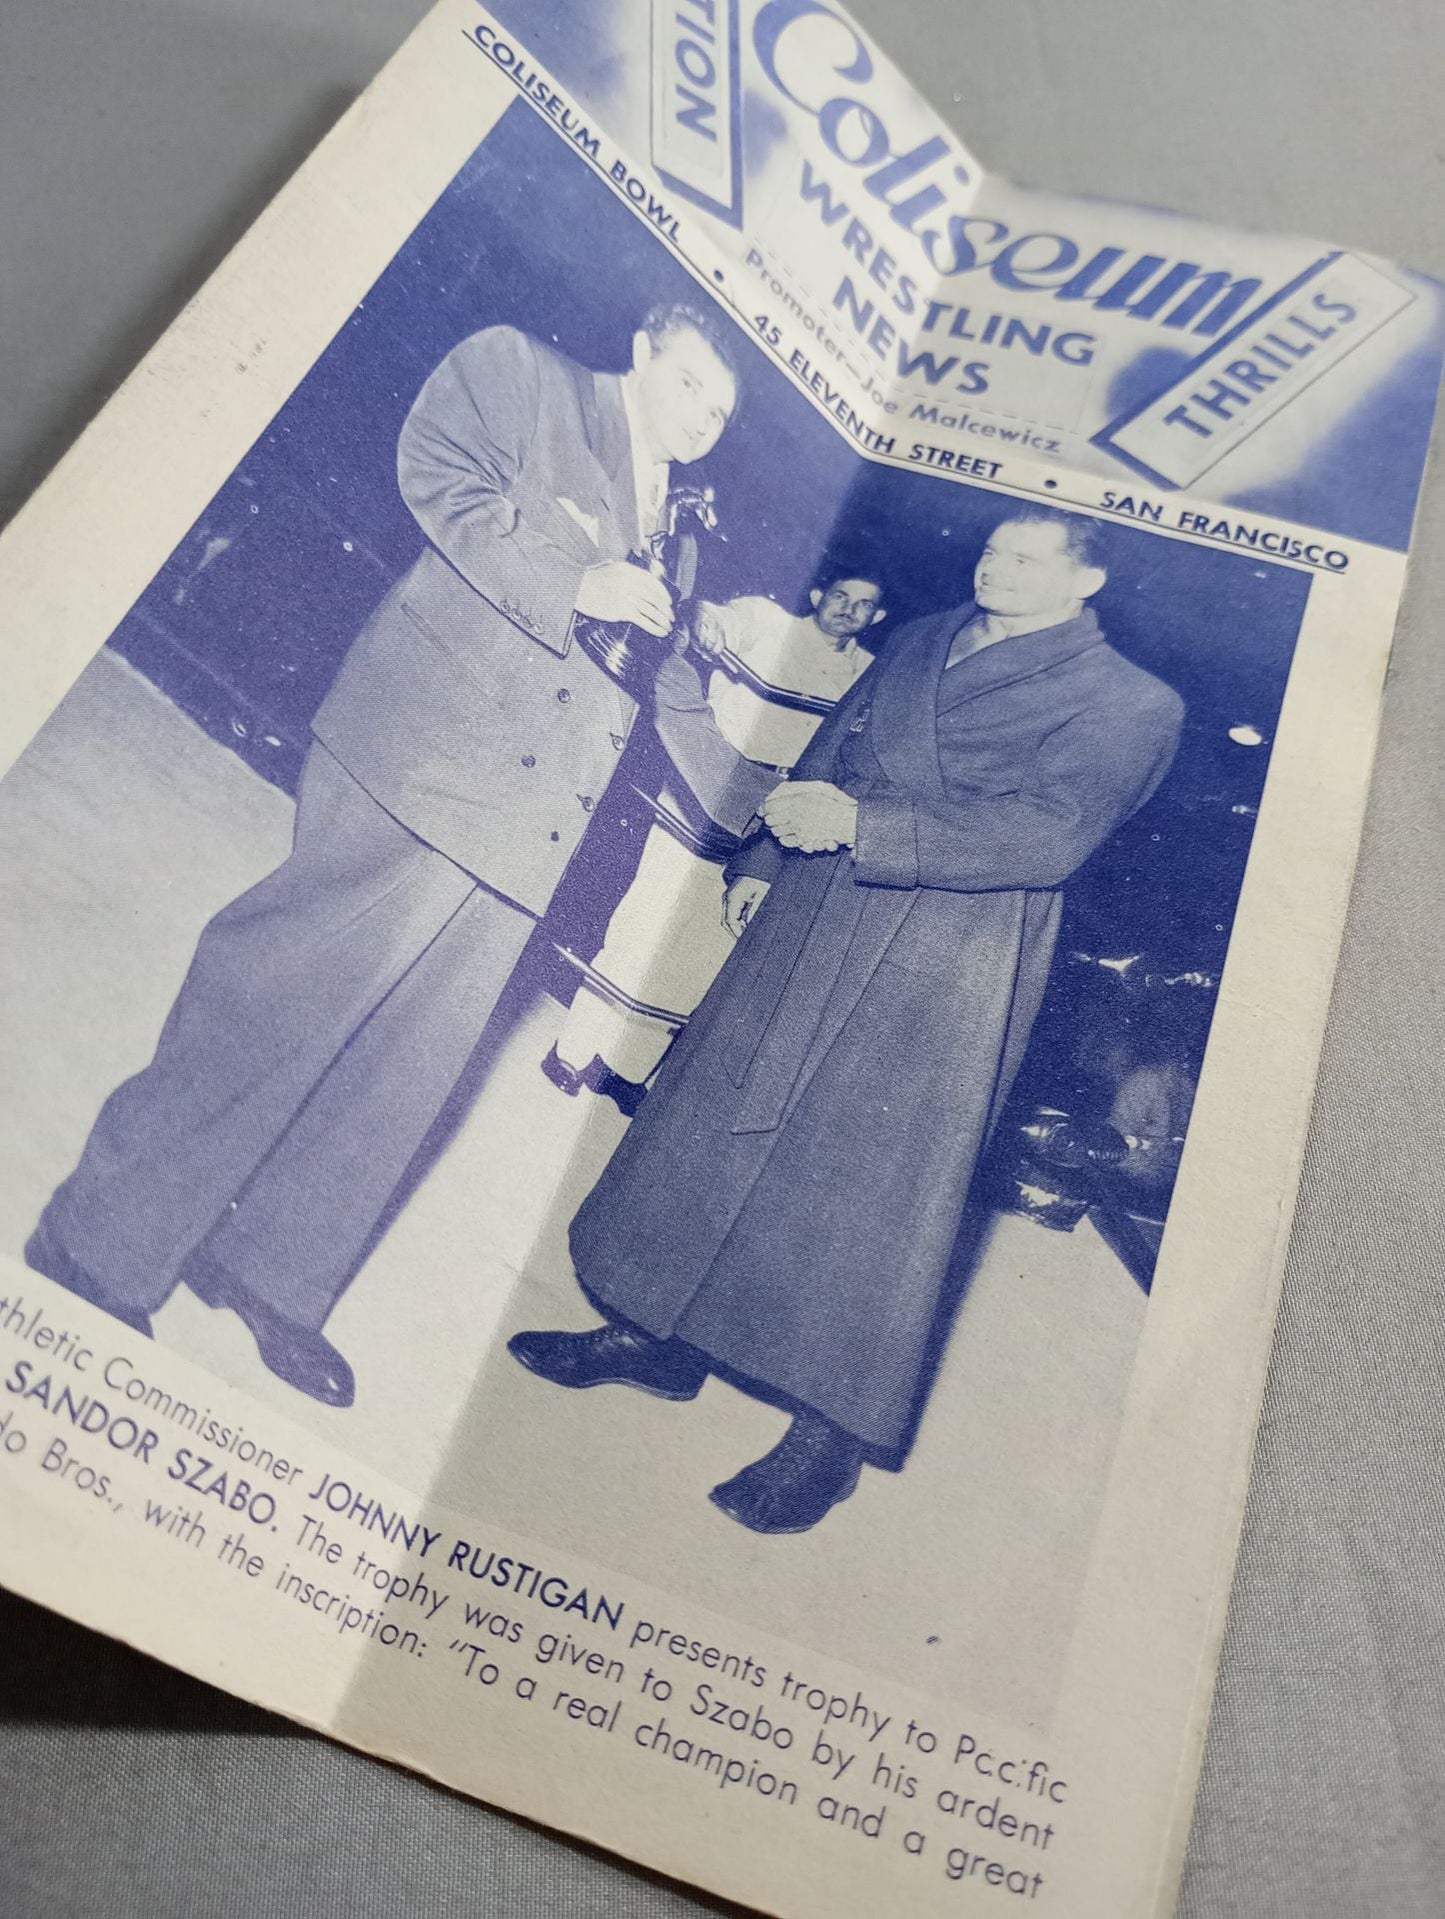 TION
Coliseum
WRESTLING
NEWS
Promoter—Joe Malcewicz
THRILLS
COLISEUM BOWL • 45 ELEVENTH STREET • SAN FRANCISCO
thletic Commissioner JOHNNY RUSTIGAN presents trophy to Pacific
SANDOR SZABO. The trophy was given to Szabo by his ardent
do Bros., with the inscription: "To a real champion and a great